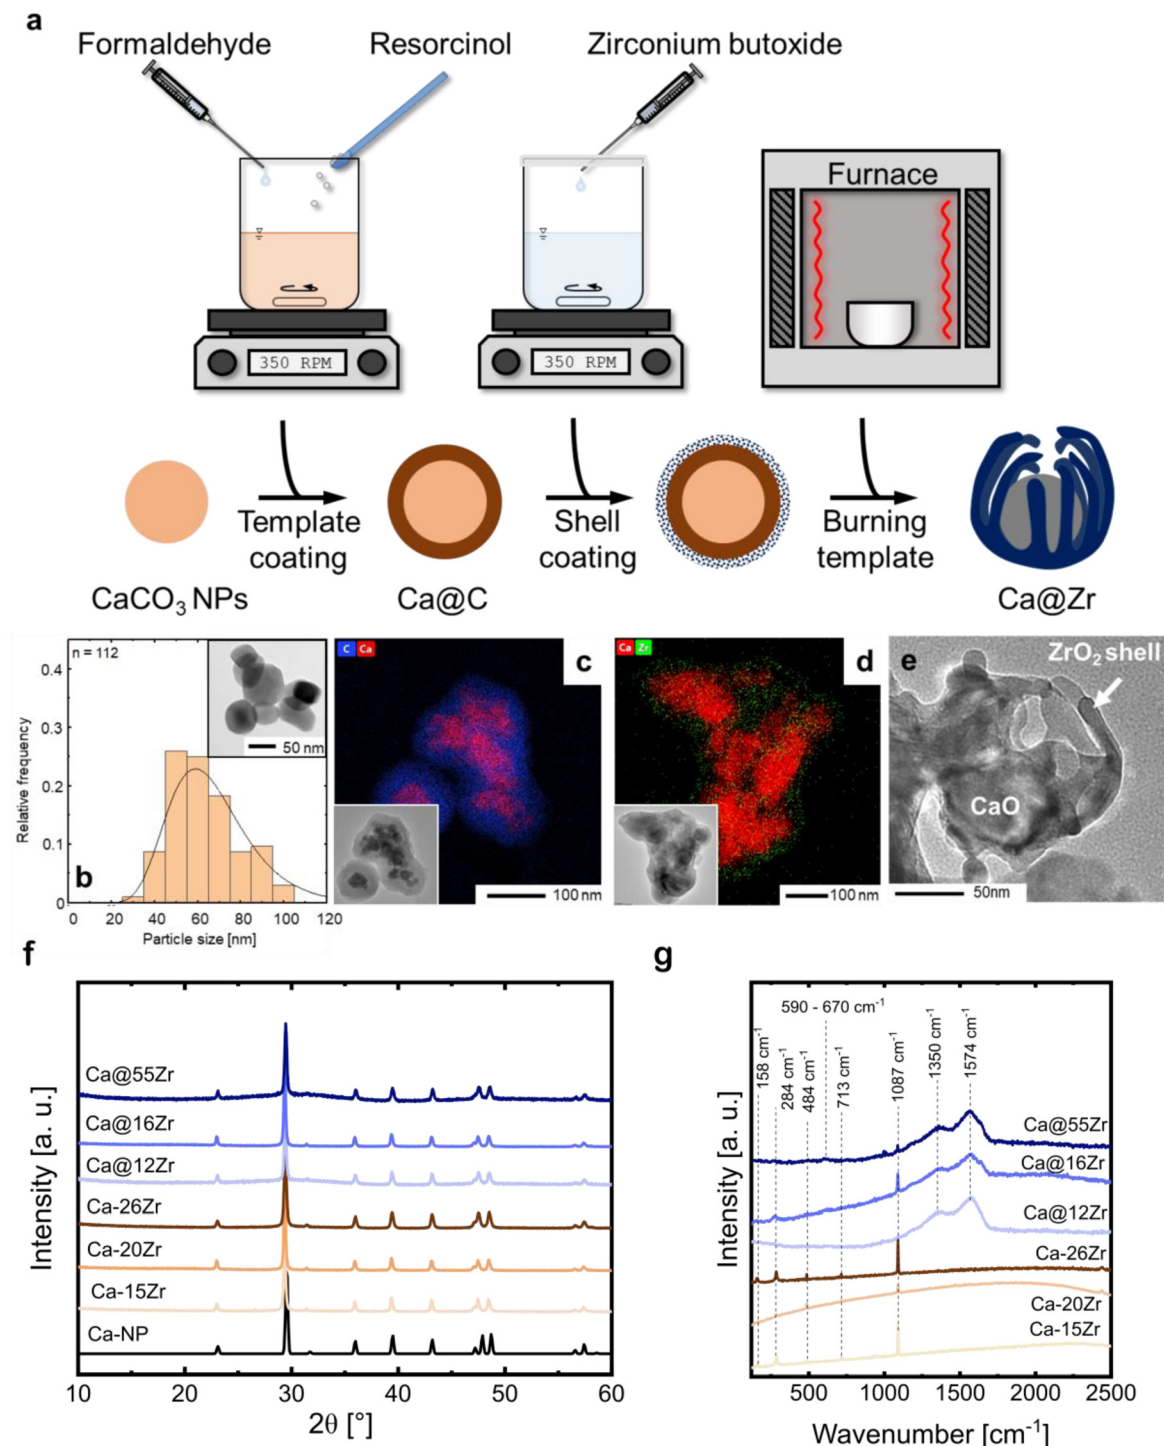 a
Formaldehyde
Resorcinol
Zirconium butoxide
Furnace
350 RPM
350 RPM
Template
coating
Shell
coating
Burning
template
CaCO₃ NPs
Ca@C
Ca@Zr
n = 112
50 nm
0.4
0.3
0.2
0.1
0
Relative frequency
b
0 20 40 60 80 100 120
Particle size [nm]
C Ca
c
100 nm
Ca Zr
d
100 nm
e
ZrO₂ shell
CaO
50nm
f
Ca@55Zr
Ca@16Zr
Ca@12Zr
Ca-26Zr
Ca-20Zr
Ca-15Zr
Ca-NP
Intensity [a. u.]
10 20 30 40 50 60
2θ [°]
g
590 - 670 cm⁻¹
158 cm⁻¹
284 cm⁻¹
484 cm⁻¹
713 cm⁻¹
1087 cm⁻¹
1350 cm⁻¹
1574 cm⁻¹
Ca@55Zr
Ca@16Zr
Ca@12Zr
Ca-26Zr
Ca-20Zr
Ca-15Zr
Intensity [a. u.]
500 1000 1500 2000 2500
Wavenumber [cm⁻¹]